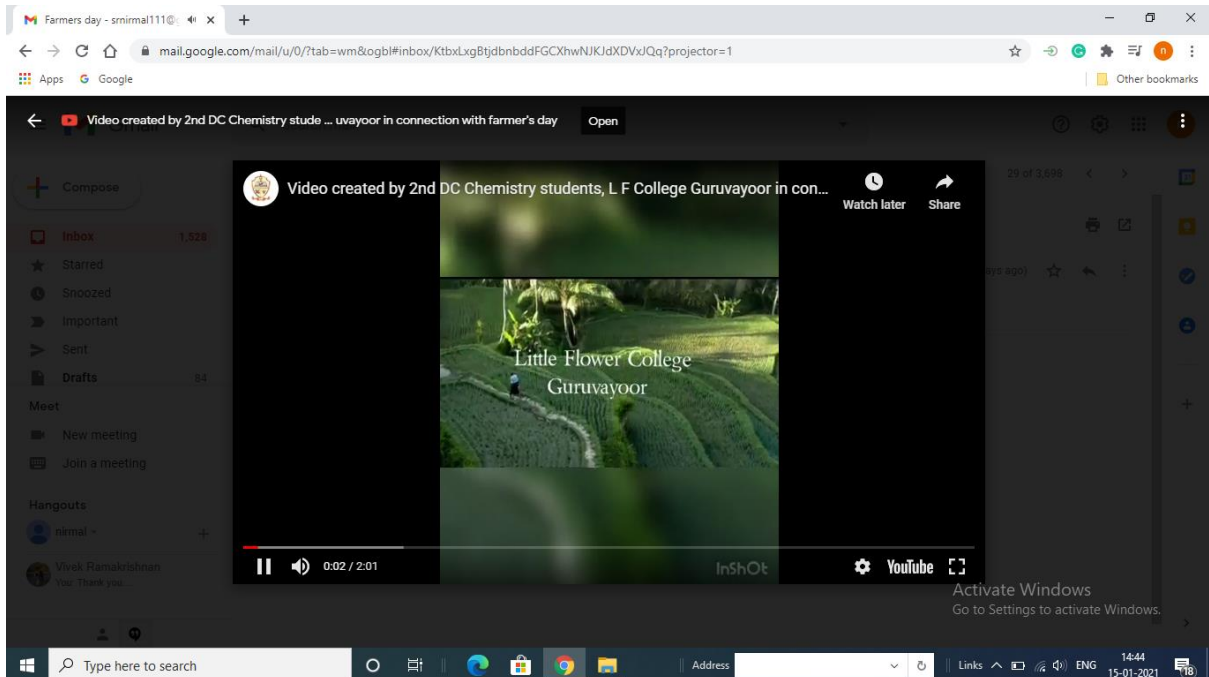 Farmers day - srnirmal111@
mail.google.com/mail/u/0/?tab=wm&ogbl#inbox/KtbxLxgBtjdbnbddFGCXhwNJKJdXDVxJQq?projector=1
Apps Google Other bookmarks
Video created by 2nd DC Chemistry stude ... uvayoor in connection with farmer's day Open
Compose
29 of 3,698
Video created by 2nd DC Chemistry students, L F College Guruvayoor in con...
Watch later Share
Inbox 1,528
Starred
Snoozed
Important
Sent
Drafts 84
Meet
New meeting
Join a meeting
Hangouts
nirmal
Vivek Ramakrishnan
You: Thank you
days ago)
Little Flower College
Guruvayoor
InShOt
0:02 / 2:01
YouTube
Activate Windows
Go to Settings to activate Windows.
Type here to search
Address
Links
ENG
14:44
15-01-2021
18